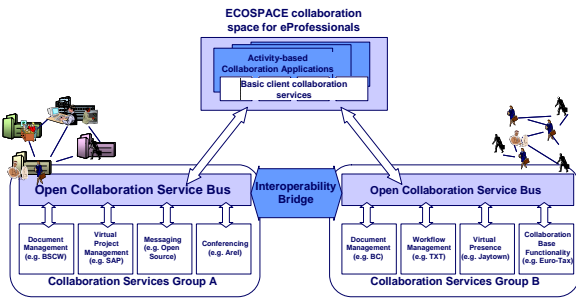 ECOSPACE collaboration
space for eProfessionals
Activity-based
Collaboration Applications
Basic client collaboration
services
Open Collaboration Service Bus
Interoperability
Bridge
Open Collaboration Service Bus
Document
Management
(e.g. BSCW)
Virtual
Project
Management
(e.g. SAP)
Messaging
(e.g. Open
Source)
Conferencing
(e.g. Arel)
Document
Management
(e.g. BC)
Workflow
Management
(e.g. TXT)
Virtual
Presence
(e.g. Jaytown)
Collaboration
Base
Functionality
(e.g. Euro-Tax)
Collaboration Services Group A
Collaboration Services Group B